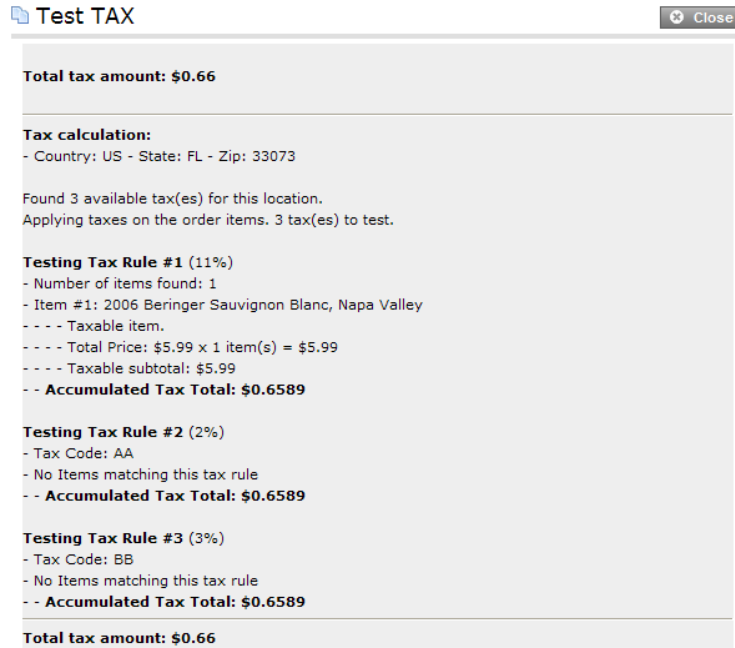 Test TAX
Close
Total tax amount: $0.66
Tax calculation:
- Country: US - State: FL - Zip: 33073
Found 3 available tax(es) for this location.
Applying taxes on the order items. 3 tax(es) to test.
Testing Tax Rule #1 (11%)
- Number of items found: 1
- Item #1: 2006 Beringer Sauvignon Blanc, Napa Valley
- - - - Taxable item.
- - - - Total Price: $5.99 x 1 item(s) = $5.99
- - - - Taxable subtotal: $5.99
- - Accumulated Tax Total: $0.6589
Testing Tax Rule #2 (2%)
- Tax Code: AA
- No Items matching this tax rule
- - Accumulated Tax Total: $0.6589
Testing Tax Rule #3 (3%)
- Tax Code: BB
- No Items matching this tax rule
- - Accumulated Tax Total: $0.6589
Total tax amount: $0.66